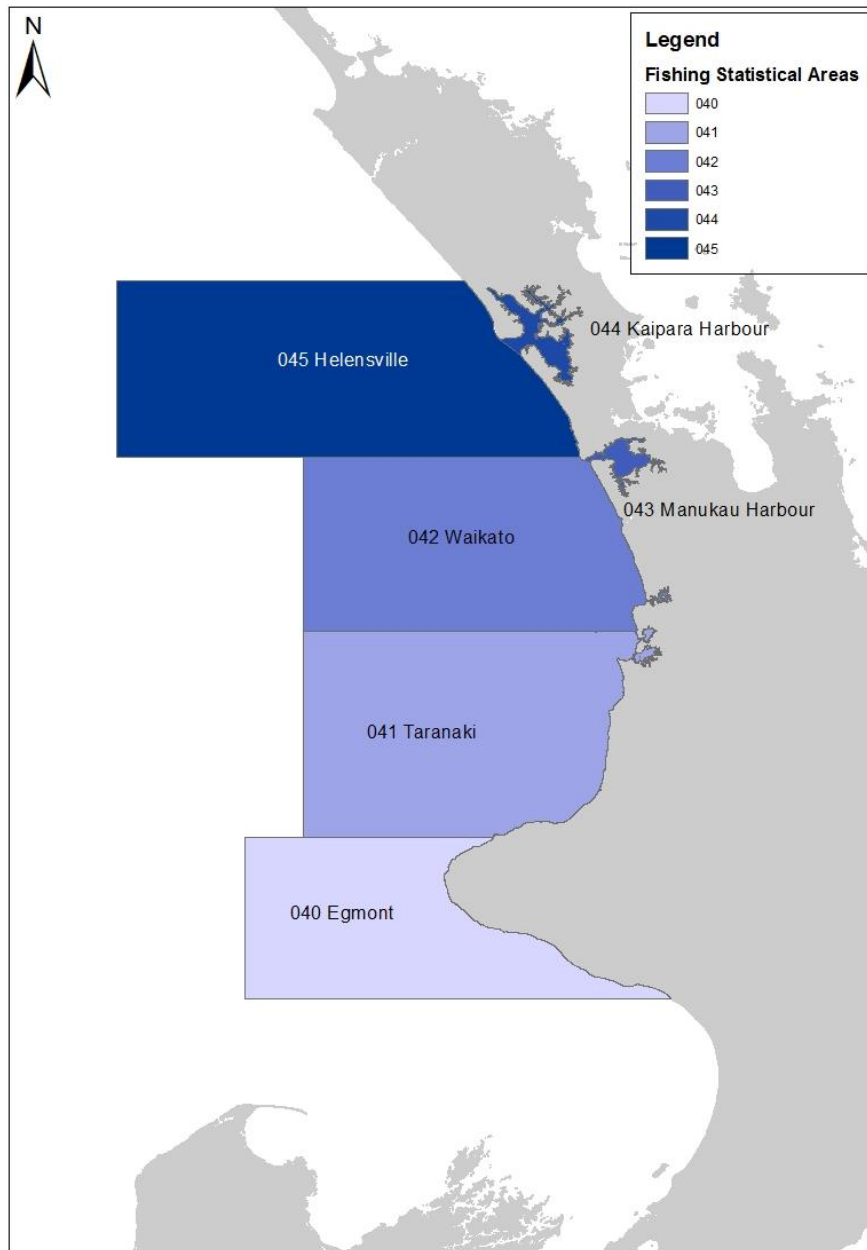 N
Legend
Fishing Statistical Areas
040
041
042
043
044
045
044 Kaipara Harbour
045 Helensville
043 Manukau Harbour
042 Waikato
041 Taranaki
040 Egmont